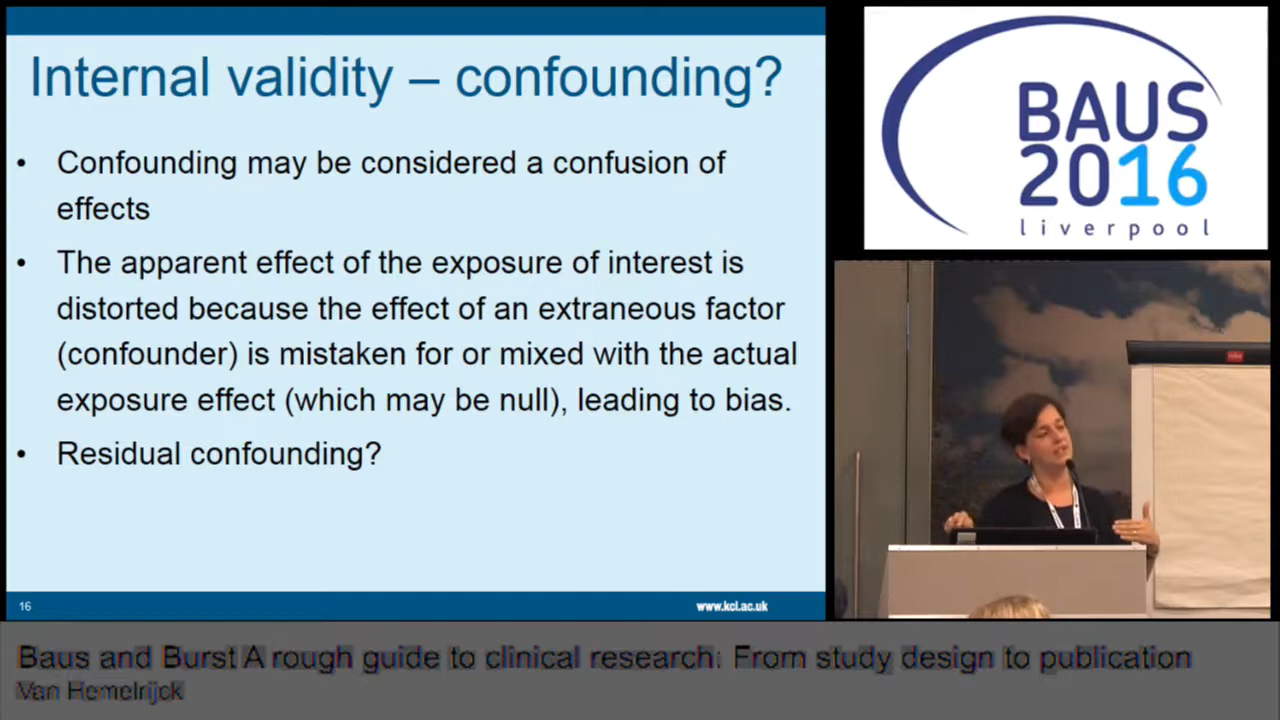 Internal validity – confounding?
• Confounding may be considered a confusion of
effects
• The apparent effect of the exposure of interest is
distorted because the effect of an extraneous factor
(confounder) is mistaken for or mixed with the actual
exposure effect (which may be null), leading to bias.
• Residual confounding?
16
www.kcl.ac.uk
BAUS
2016
liverpool
Baus and Burst A rough guide to clinical research: From study design to publication
Van Hemelrijck